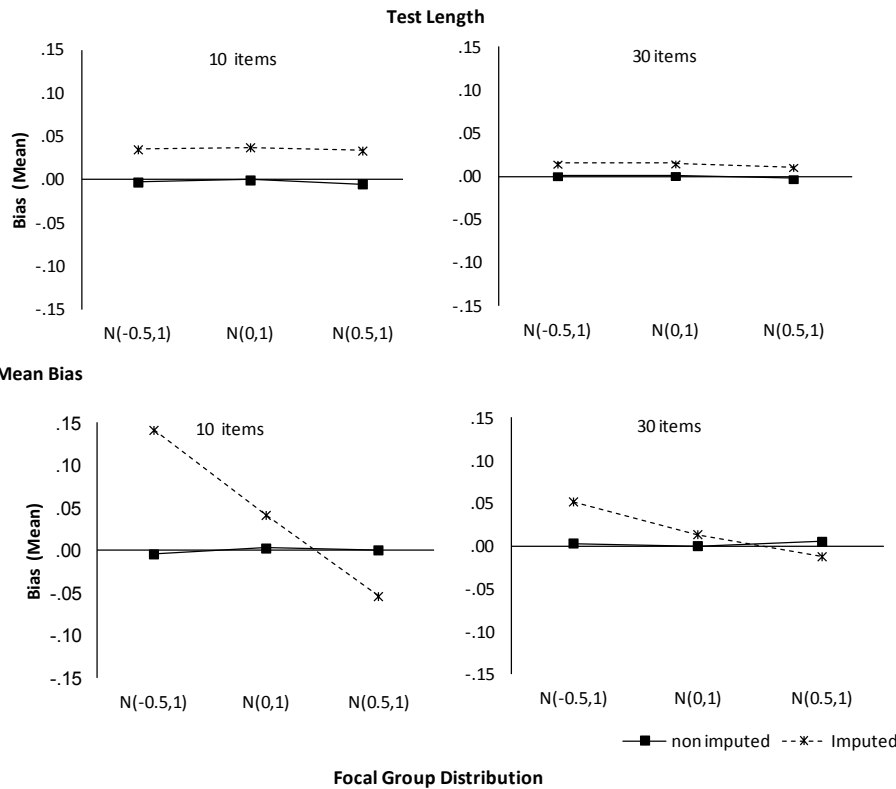 Test Length
10 items
30 items
Bias (Mean)
.15
.10
.05
.00
-.05
-.10
-.15
N(-0.5,1)
N(0,1)
N(0.5,1)
.15
.10
.05
.00
-.05
-.10
-.15
N(-0.5,1)
N(0,1)
N(0.5,1)
Mean Bias
10 items
30 items
Bias (Mean)
.15
.10
.05
.00
-.05
-.10
-.15
N(-0.5,1)
N(0,1)
N(0.5,1)
.15
.10
.05
.00
-.05
-.10
-.15
N(-0.5,1)
N(0,1)
N(0.5,1)
non imputed
Imputed
Focal Group Distribution